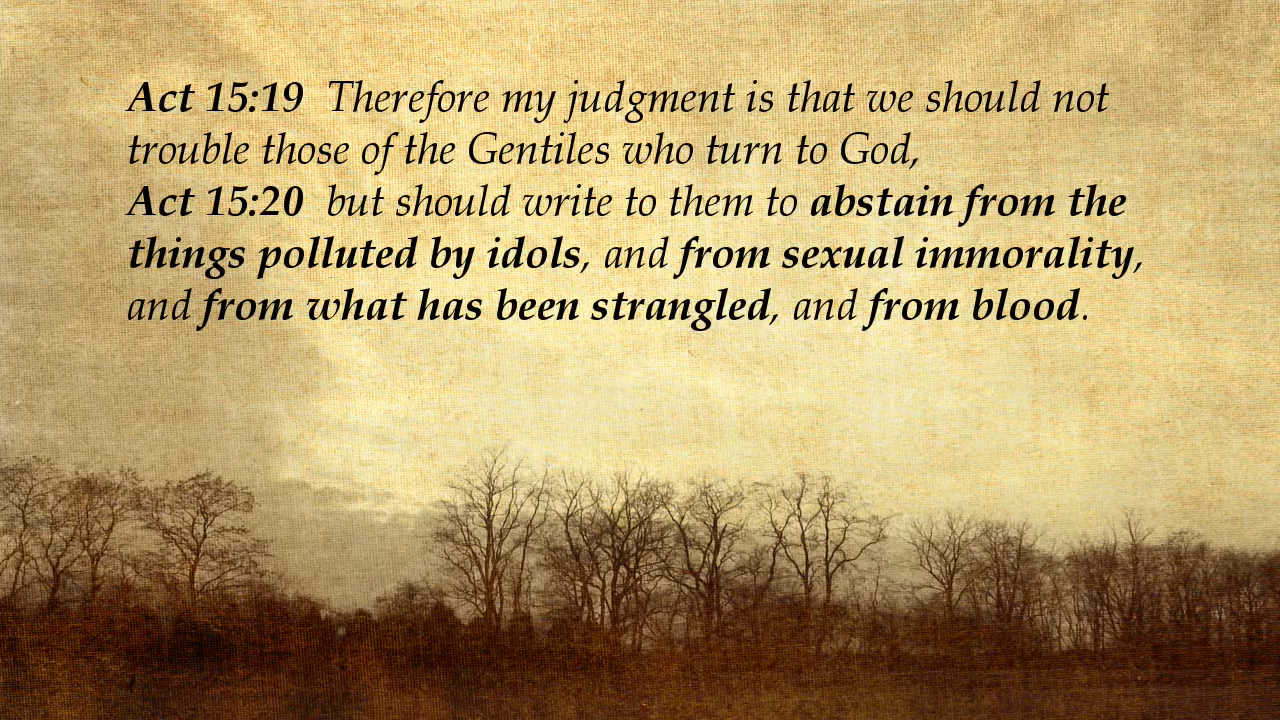 Act 15:19 Therefore my judgment is that we should not
trouble those of the Gentiles who turn to God,
Act 15:20 but should write to them to abstain from the
things polluted by idols, and from sexual immorality,
and from what has been strangled, and from blood.